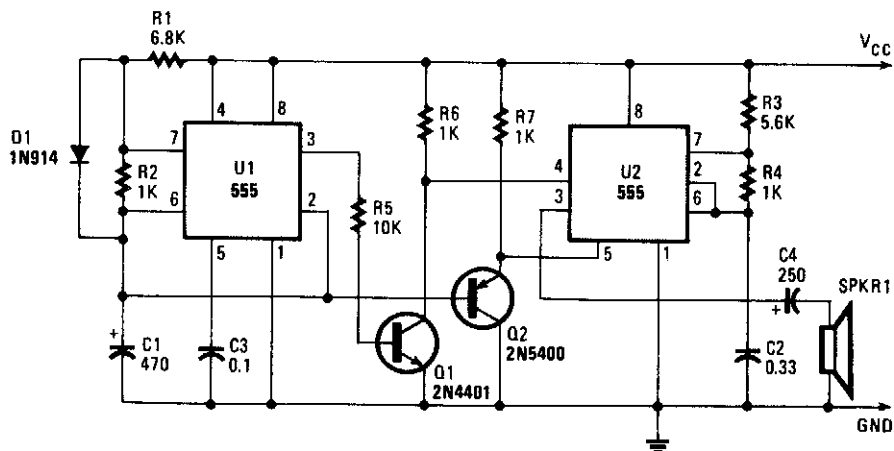 R1
6.8K
VCC
4
8
R6
1K
R7
1K
8
R3
5.6K
D1
1N914
7
3
7
R2
1K
U1
555
4
U2
555
2
R4
1K
6
2
3
6
R5
10K
5
1
5
1
C4
250
SPKR1
+
+
C1
470
C3
0.1
Q1
2N4401
Q2
2N5400
C2
0.33
GND